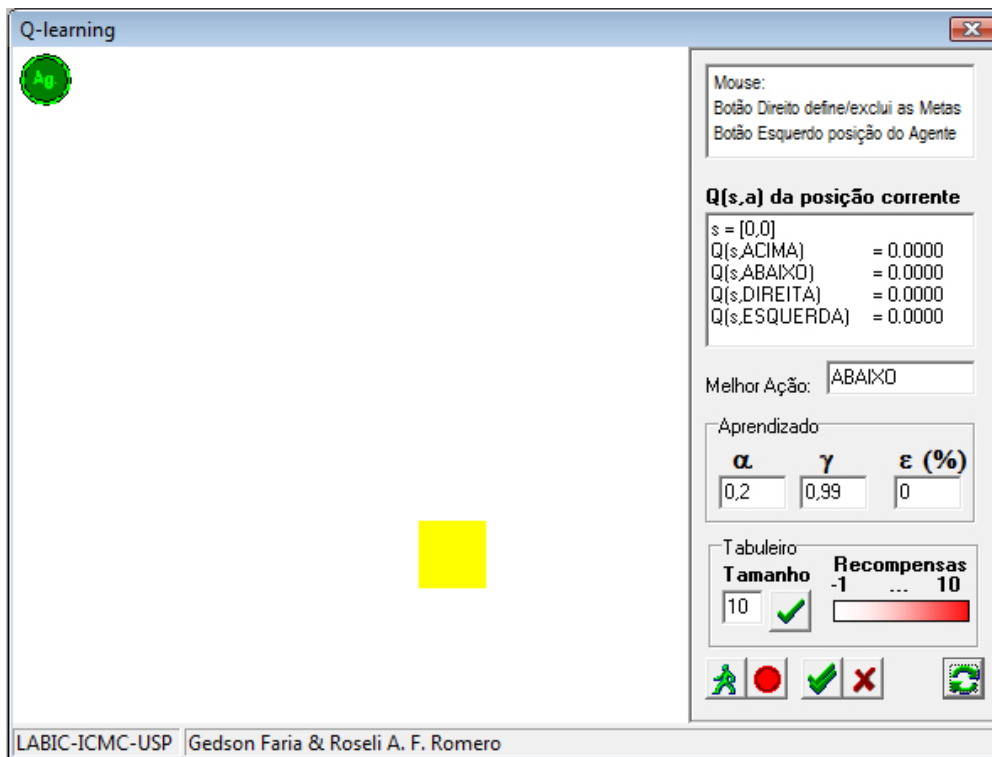 Q-learning
Ag.
Mouse:
Botão Direito define/exclui as Metas
Botão Esquerdo posição do Agente
Q(s,a) da posição corrente
s = [0,0]
Q(s,ACIMA) = 0.0000
Q(s,ABAIXO) = 0.0000
Q(s,DIREITA) = 0.0000
Q(s,ESQUERDA) = 0.0000
Melhor Ação: ABAIXO
Aprendizado
α γ ε (%)
0,2 0,99 0
Tabuleiro
Tamanho Recompensas
-1 ... 10
10
LABIC-ICMC-USP Gedson Faria & Roseli A. F. Romero